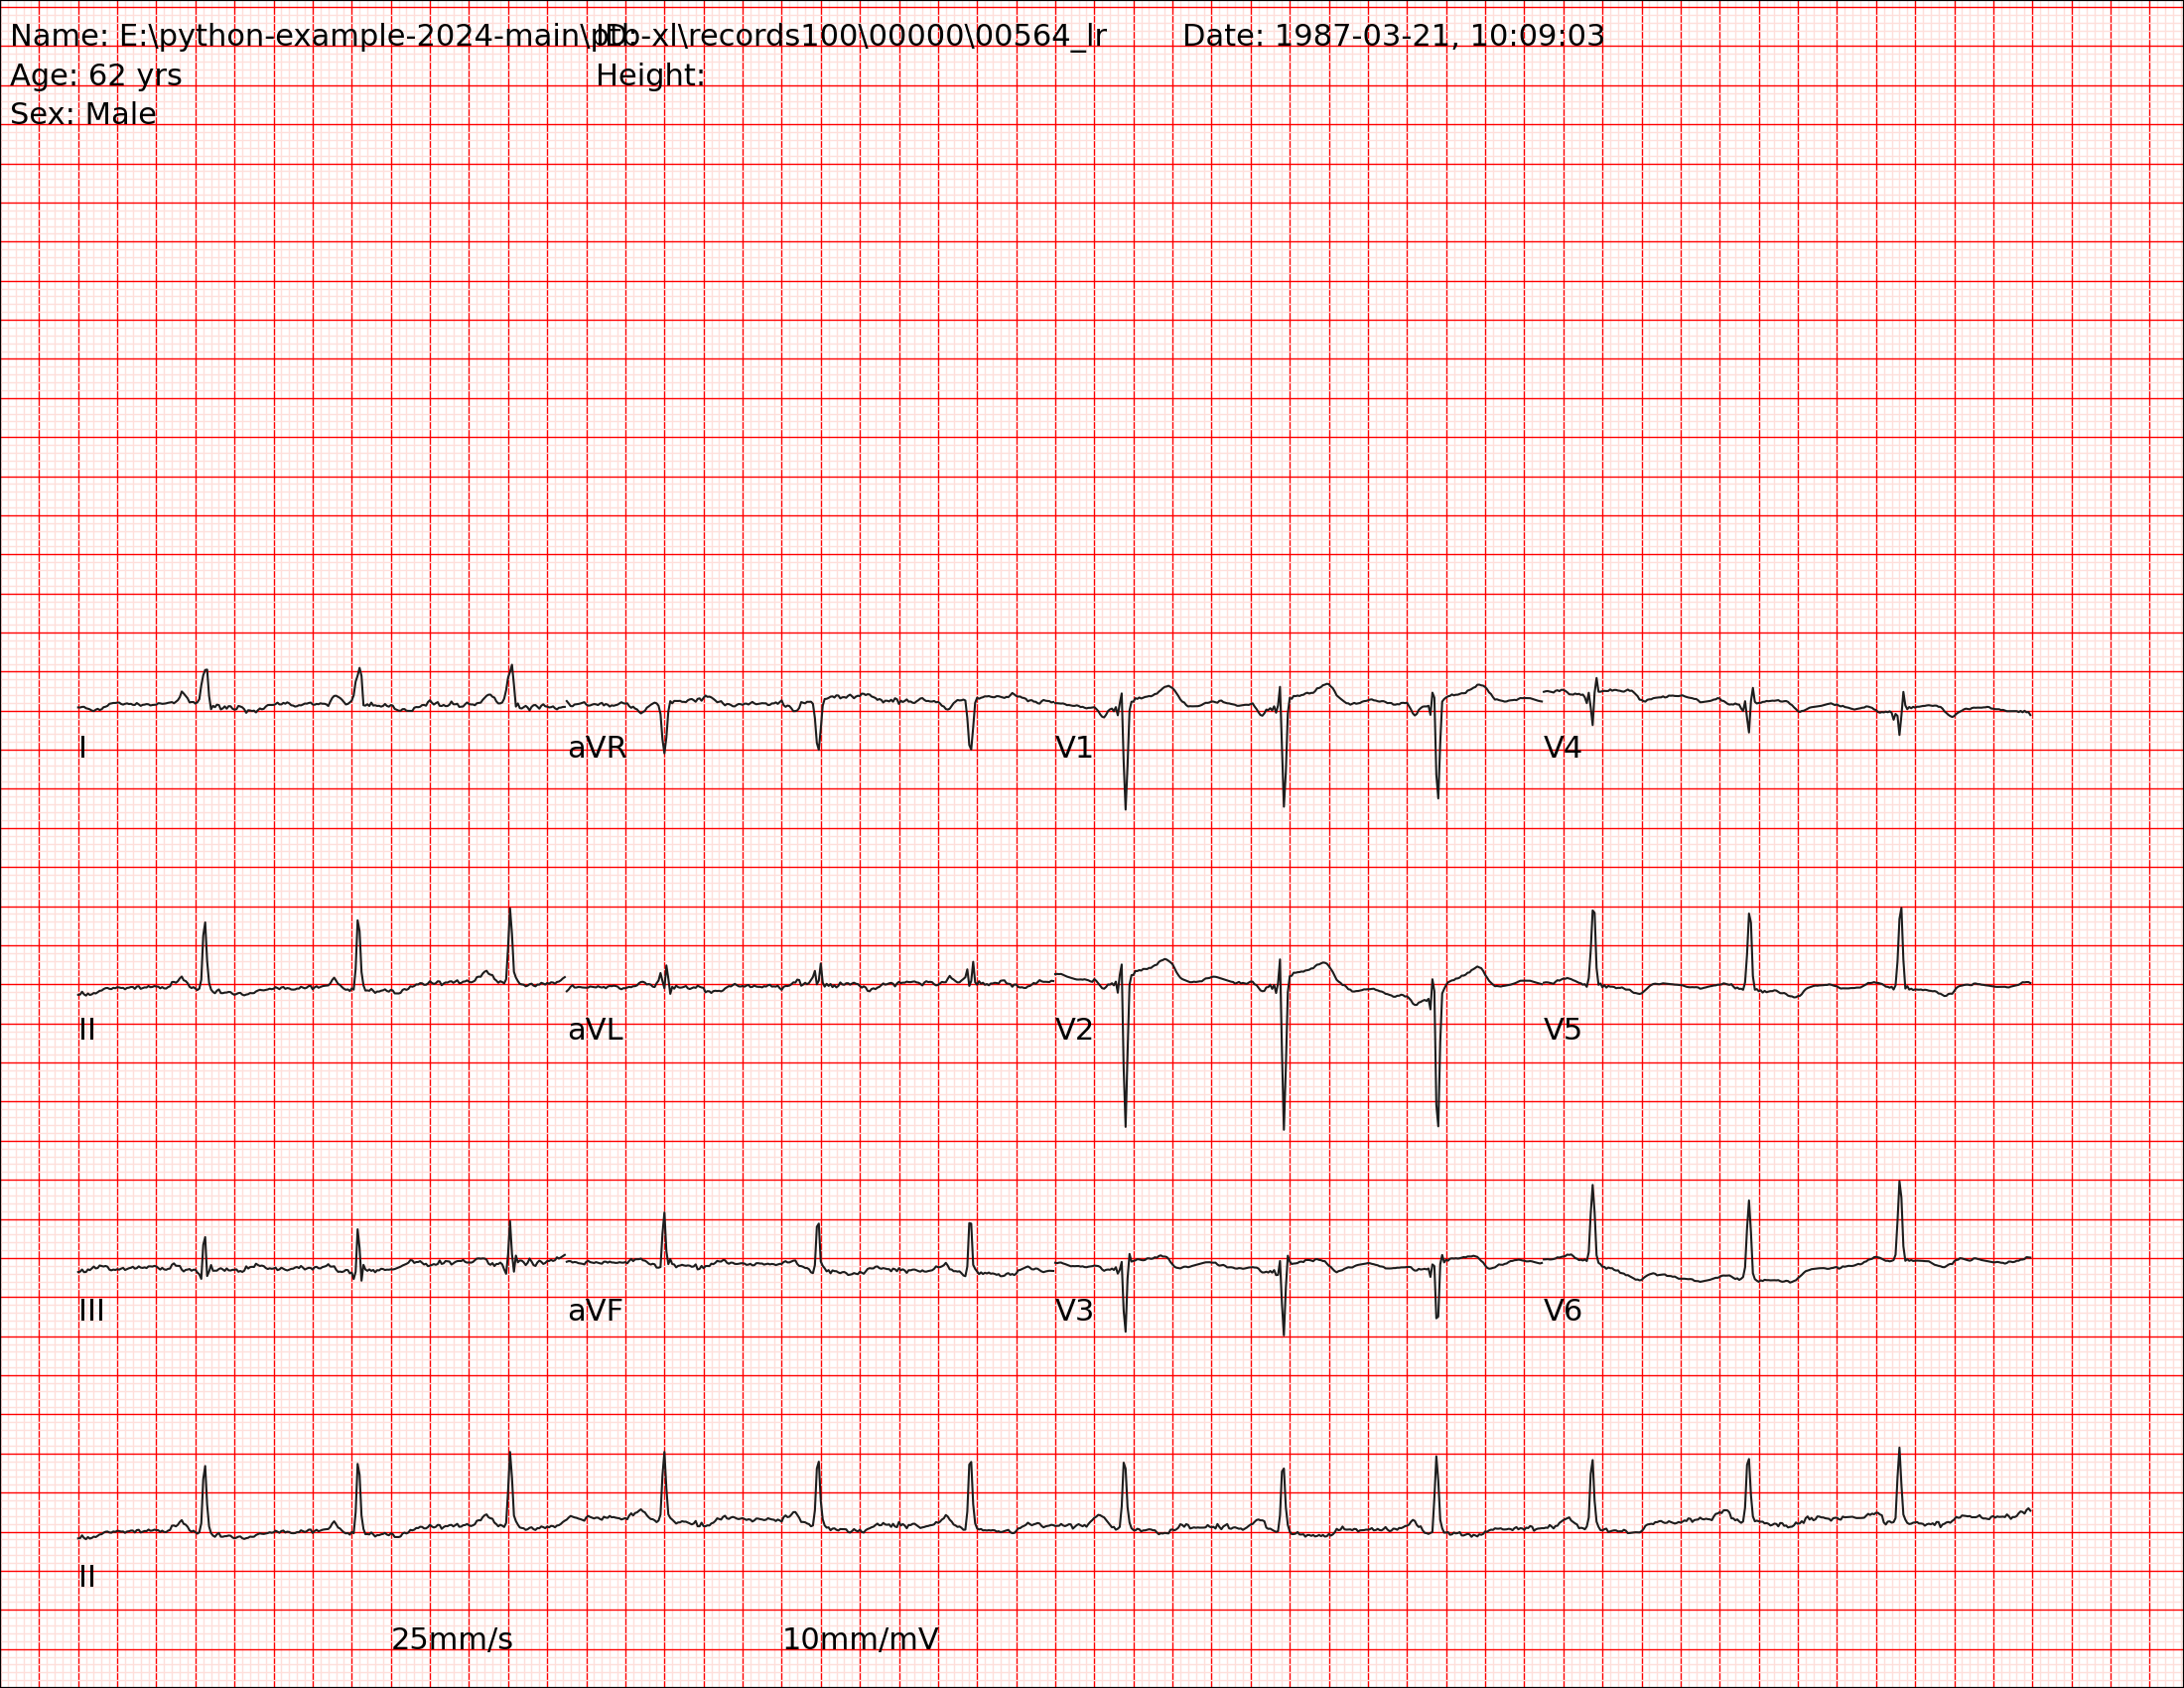 Name: E:\python-example-2024-main\ptb-xl\records100\00000\00564_lr ID: Date: 1987-03-21, 10:09:03
Age: 62 yrs Height:
Sex: Male
I aVR V1 V4
II aVL V2 V5
III aVF V3 V6
II
25mm/s 10mm/mV